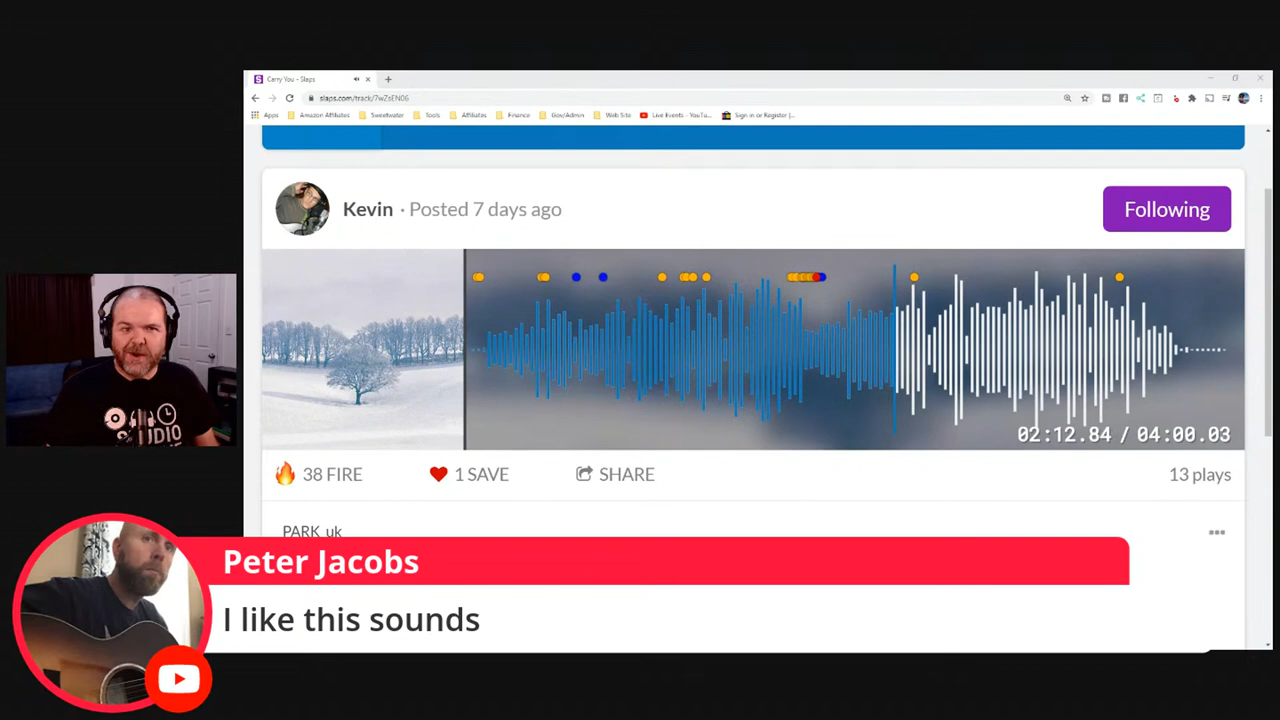 Carry You - Slaps
slaps.com/track/7wZsEN06
Apps Amazon Affiliates Sweetwater Tools Affiliates Finance Gov/Admin Web Site Live Events - YouTu... Sign in or Register |...
Kevin · Posted 7 days ago
Following
02:12.84 / 04:00.03
38 FIRE 1 SAVE SHARE 13 plays
PARK uk
Peter Jacobs
I like this sounds